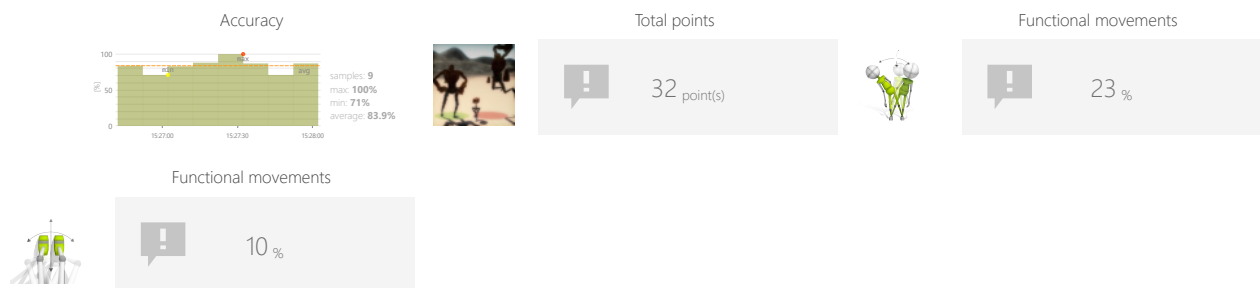 Accuracy
Total points
Functional movements
100
max
min
avg
[%]
50
0
15:27:00
15:27:30
15:28:00
samples: 9
max: 100%
min: 71%
average: 83.9%
32 point(s)
23 %
Functional movements
10 %